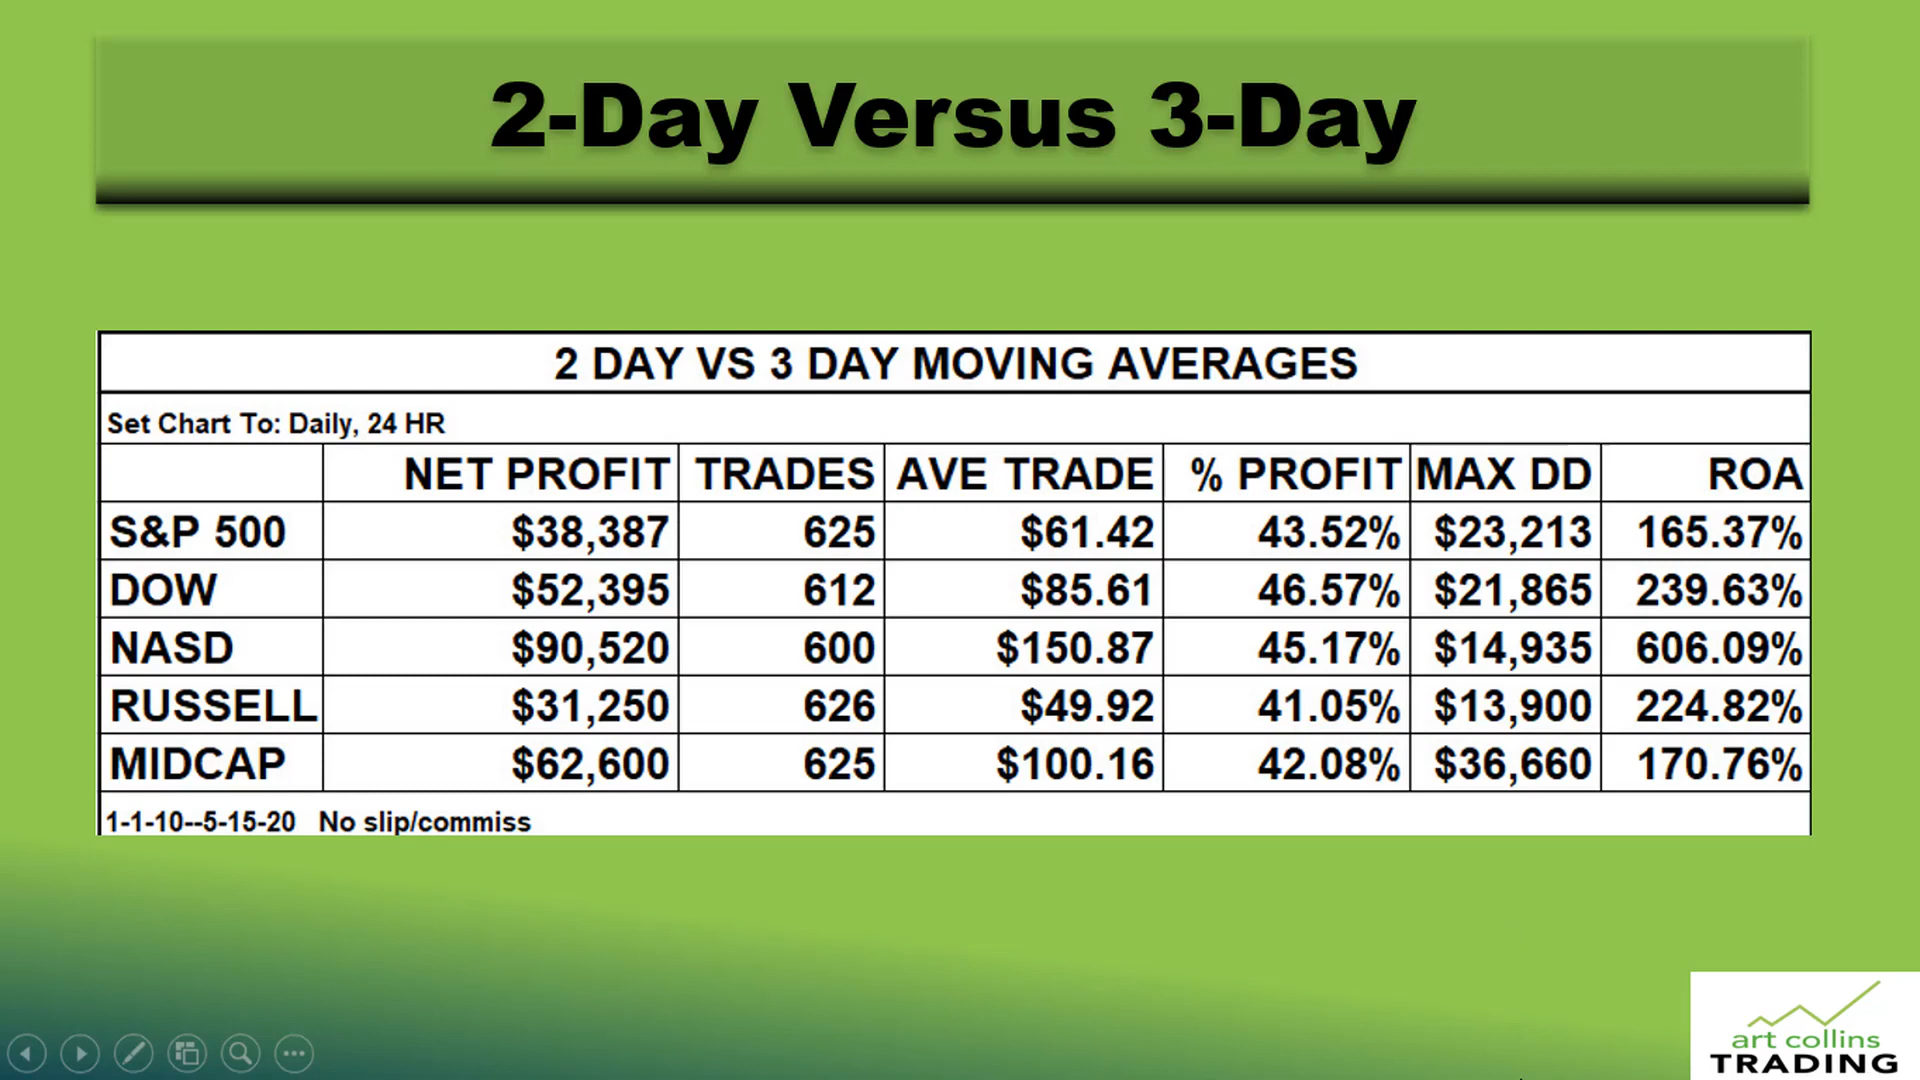 2-Day Versus 3-Day
2 DAY VS 3 DAY MOVING AVERAGES
Set Chart To: Daily, 24 HR
NET PROFIT TRADES AVE TRADE % PROFIT MAX DD ROA
S&P 500 $38,387 625 $61.42 43.52% $23,213 165.37%
DOW $52,395 612 $85.61 46.57% $21,865 239.63%
NASD $90,520 600 $150.87 45.17% $14,935 606.09%
RUSSELL $31,250 626 $49.92 41.05% $13,900 224.82%
MIDCAP $62,600 625 $100.16 42.08% $36,660 170.76%
1-1-10--5-15-20 No slip/commiss
art collins
TRADING